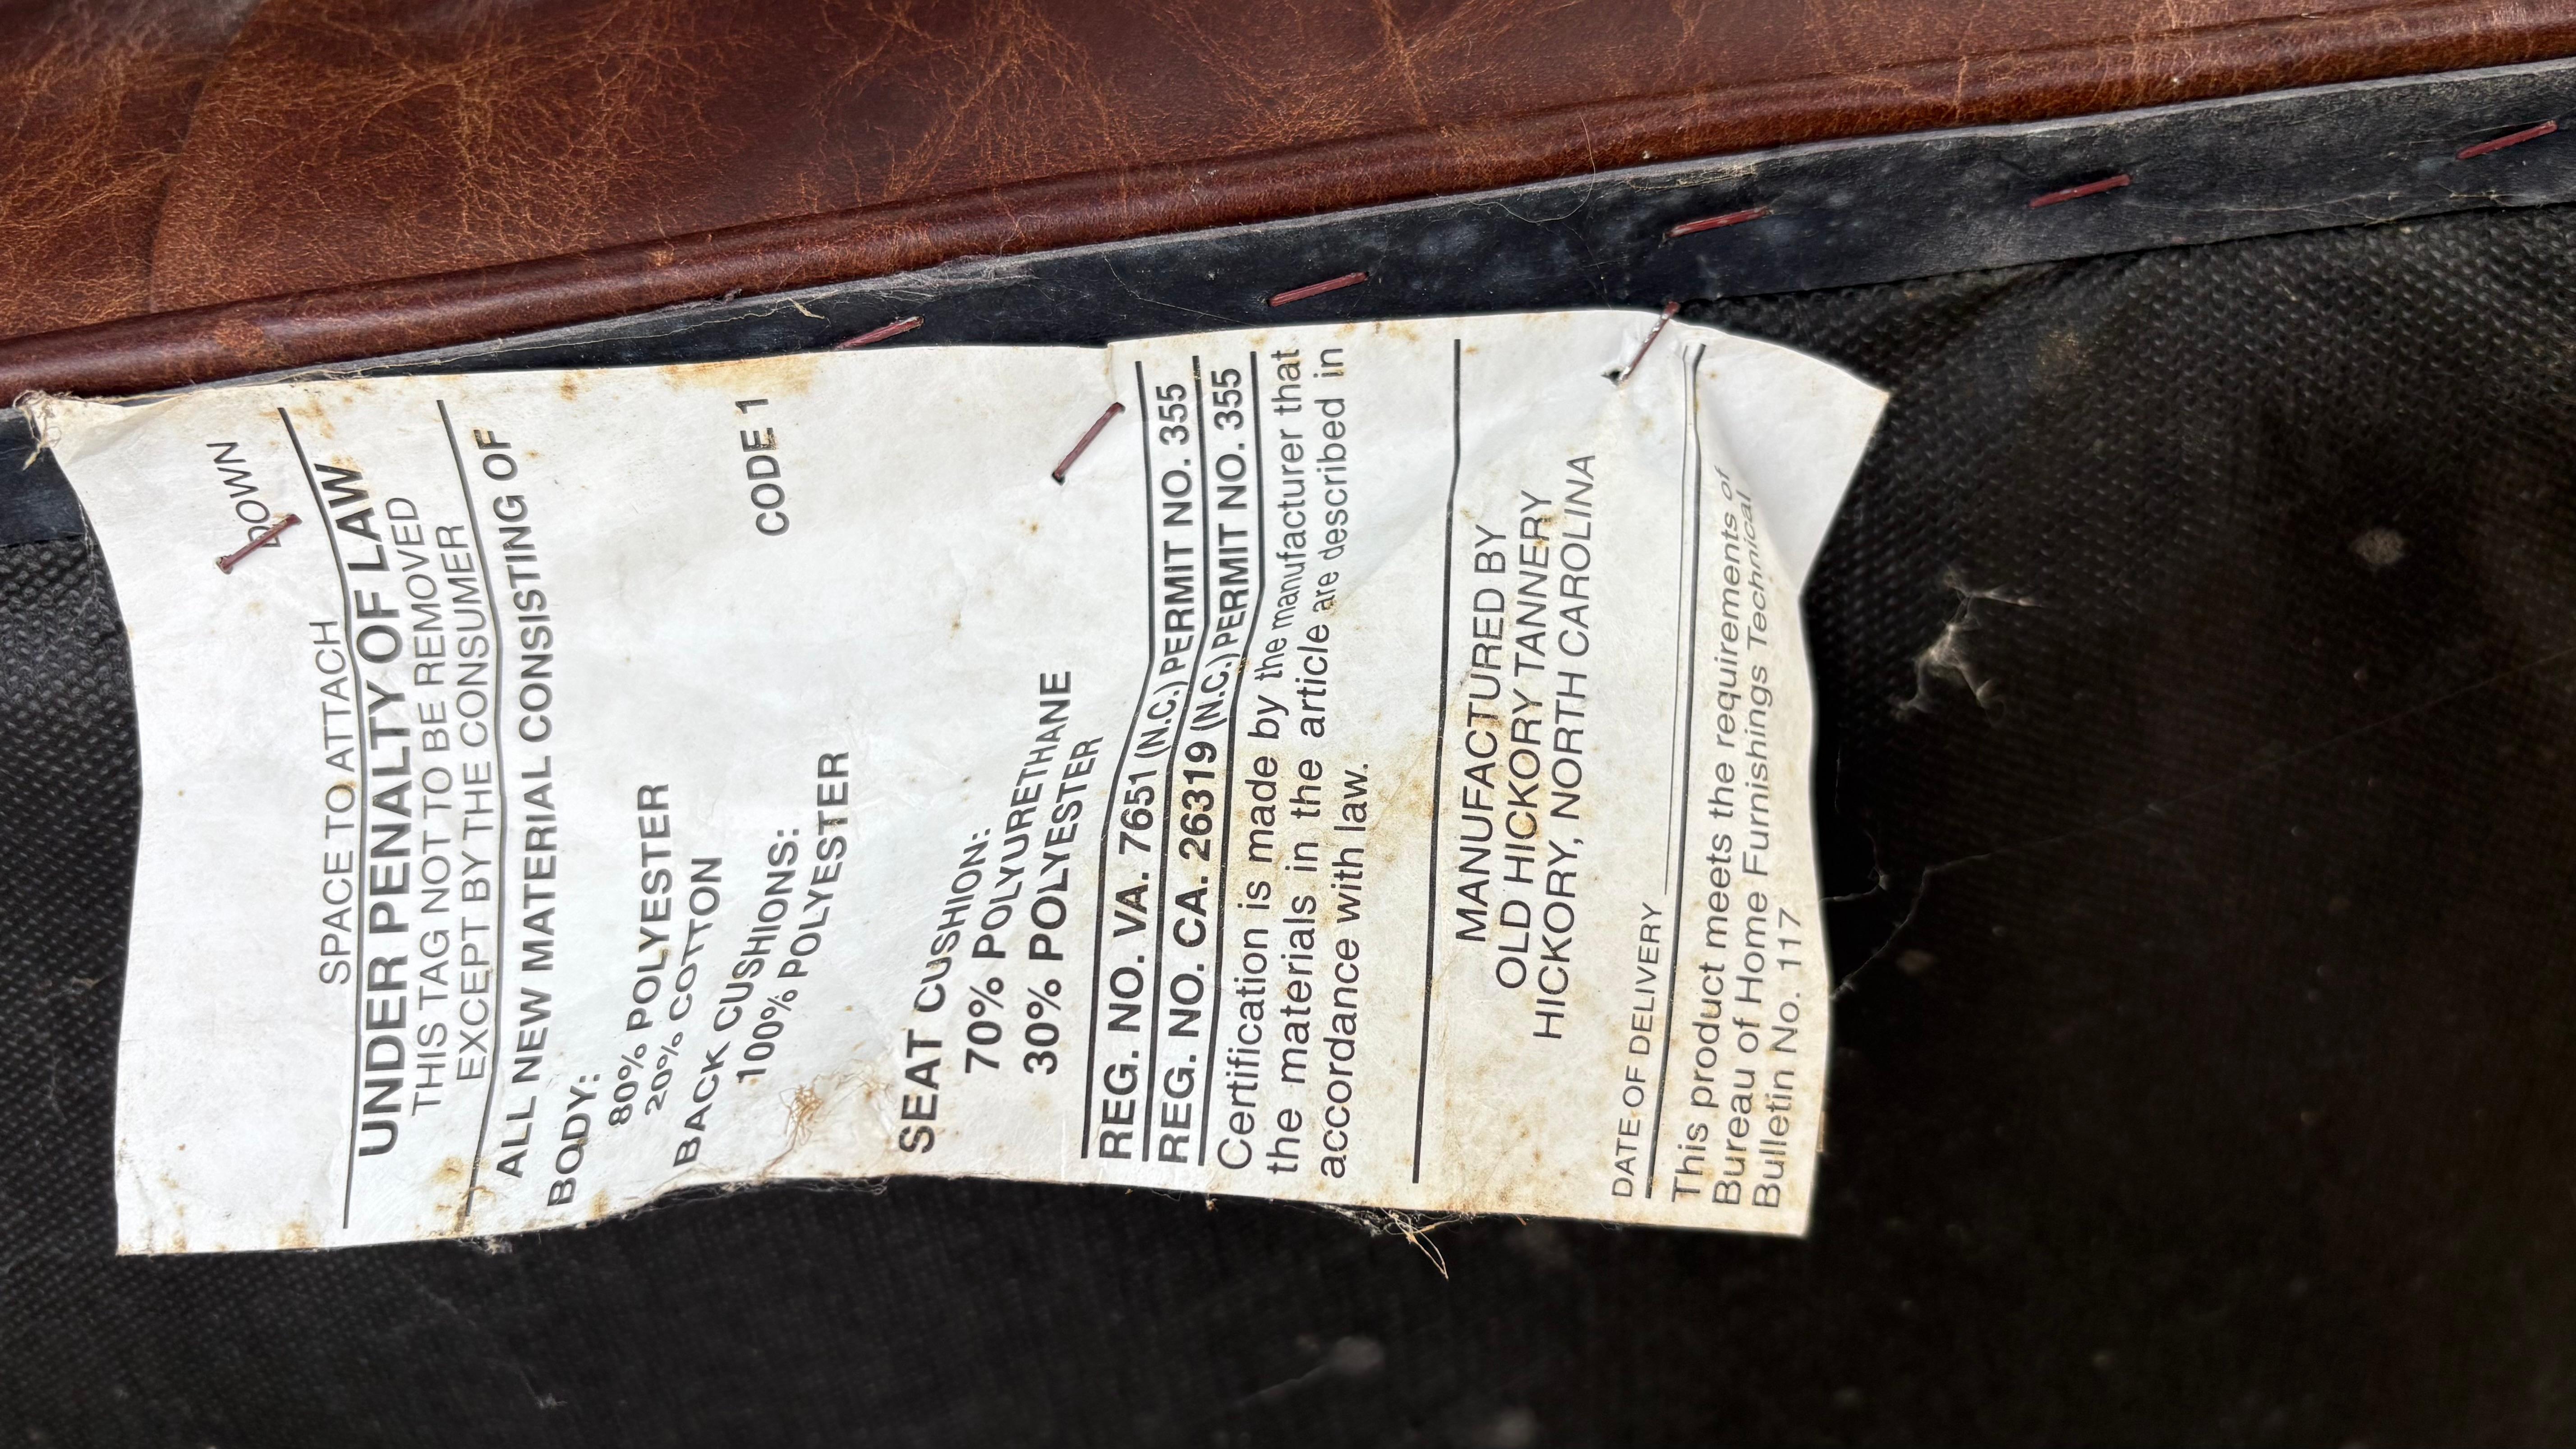 SPACE TO ATTACH DOWN
UNDER PENALTY OF LAW
THIS TAG NOT TO BE REMOVED
EXCEPT BY THE CONSUMER
ALL NEW MATERIAL CONSISTING OF
BODY:
80% POLYESTER
20% COTTON
BACK CUSHIONS: CODE 1
100% POLYESTER
SEAT CUSHION:
70% POLYURETHANE
30% POLYESTER
REG. NO. VA. 7651 (N.C.) PERMIT NO. 355
REG. NO. CA. 26319 (N.C.) PERMIT NO. 355
Certification is made by the manufacturer that
the materials in the article are described in
accordance with law.
MANUFACTURED BY
OLD HICKORY TANNERY
HICKORY, NORTH CAROLINA
DATE OF DELIVERY
This product meets the requirements of
Bureau of Home Furnishings Technical
Bulletin No. 117